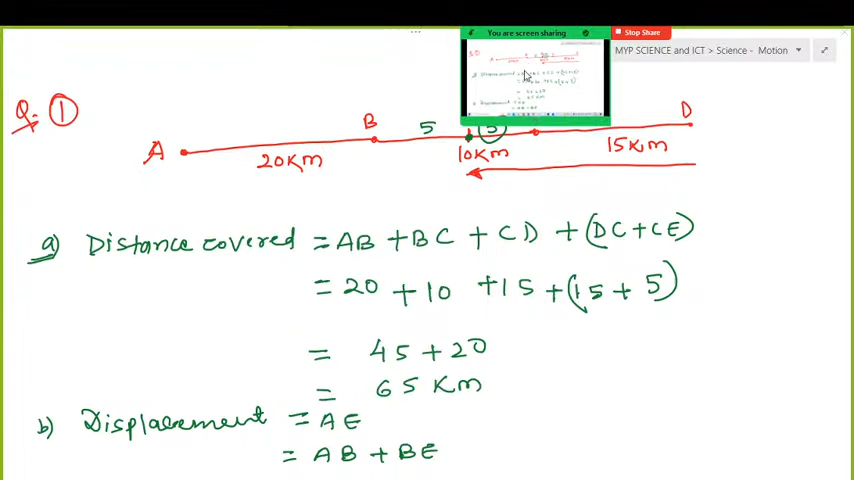 You are screen sharing
Stop Share
MYP SCIENCE and ICT > Science - Motion
Q. 1
A B D
5 5
20Km 10Km 15Km
a) Distance covered = AB + BC + CD + (DC + CE)
= 20 + 10 + 15 + (15 + 5)
= 45 + 20
= 65 Km
b) Displacement = AE
= AB + BE